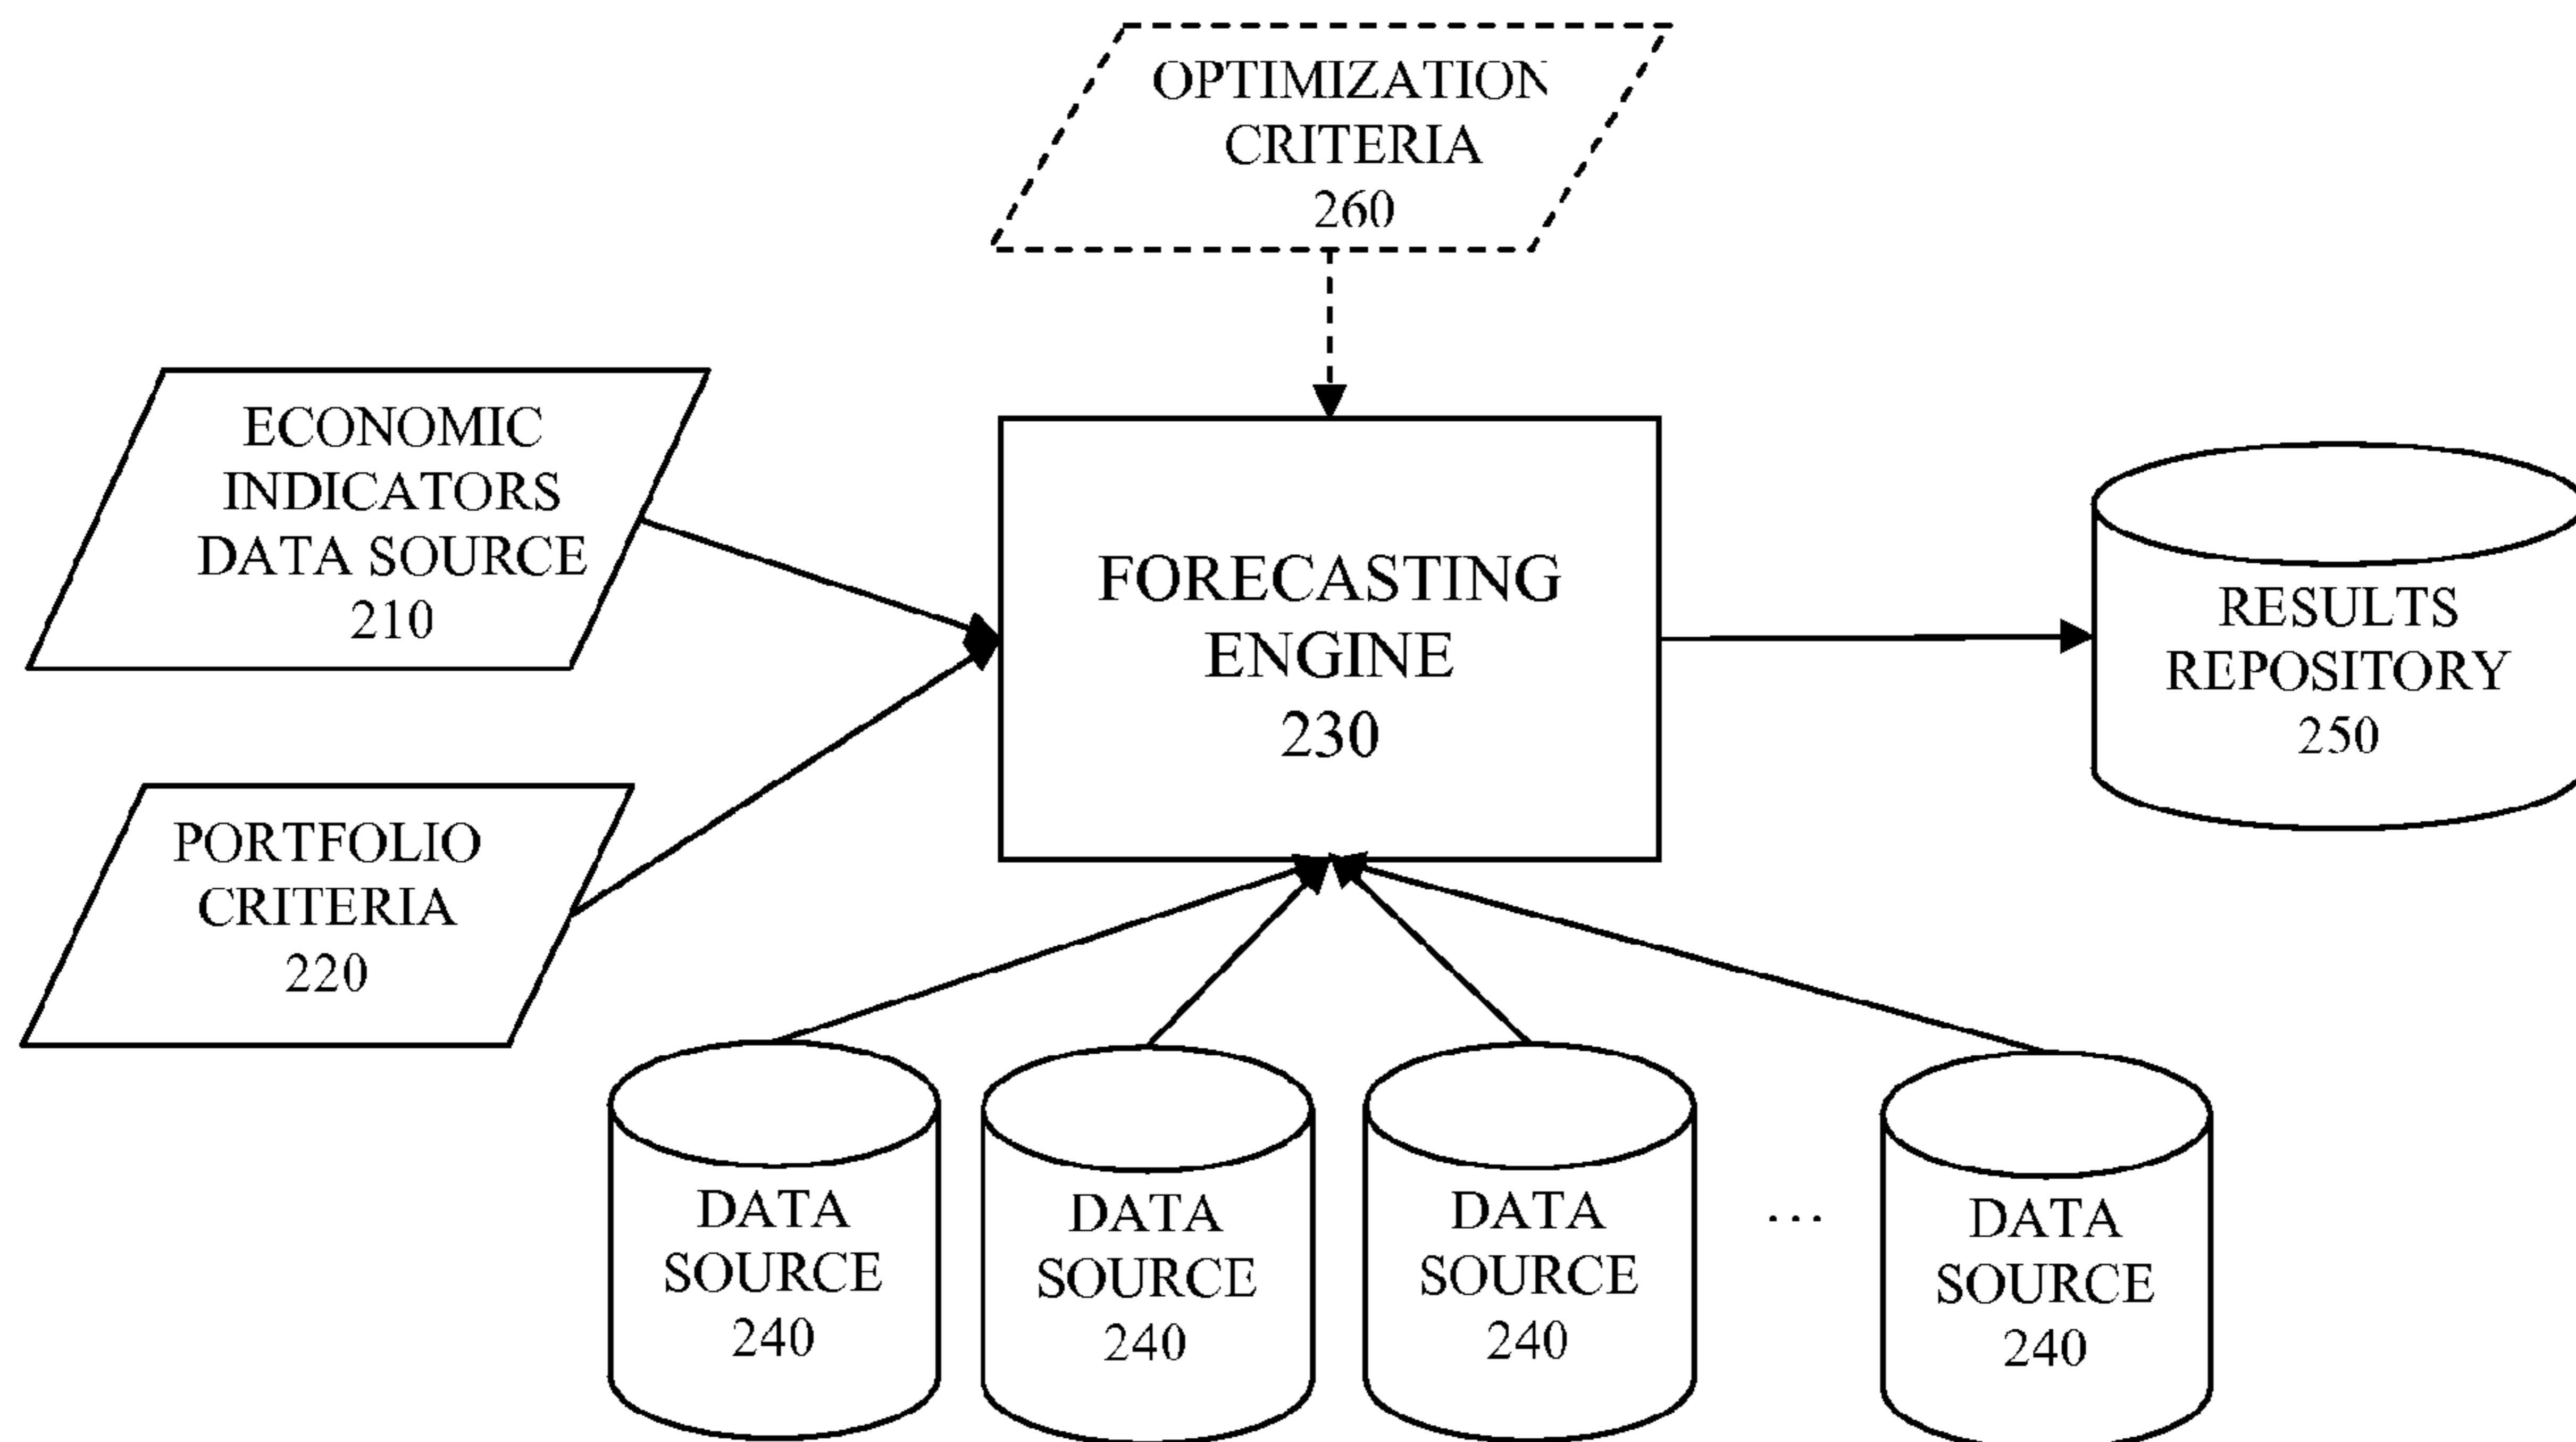 OPTIMIZATION
CRITERIA
260
ECONOMIC
INDICATORS
DATA SOURCE
210
FORECASTING
ENGINE
230
RESULTS
REPOSITORY
250
PORTFOLIO
CRITERIA
220
DATA
SOURCE
240
DATA
SOURCE
240
DATA
SOURCE
240
...
DATA
SOURCE
240